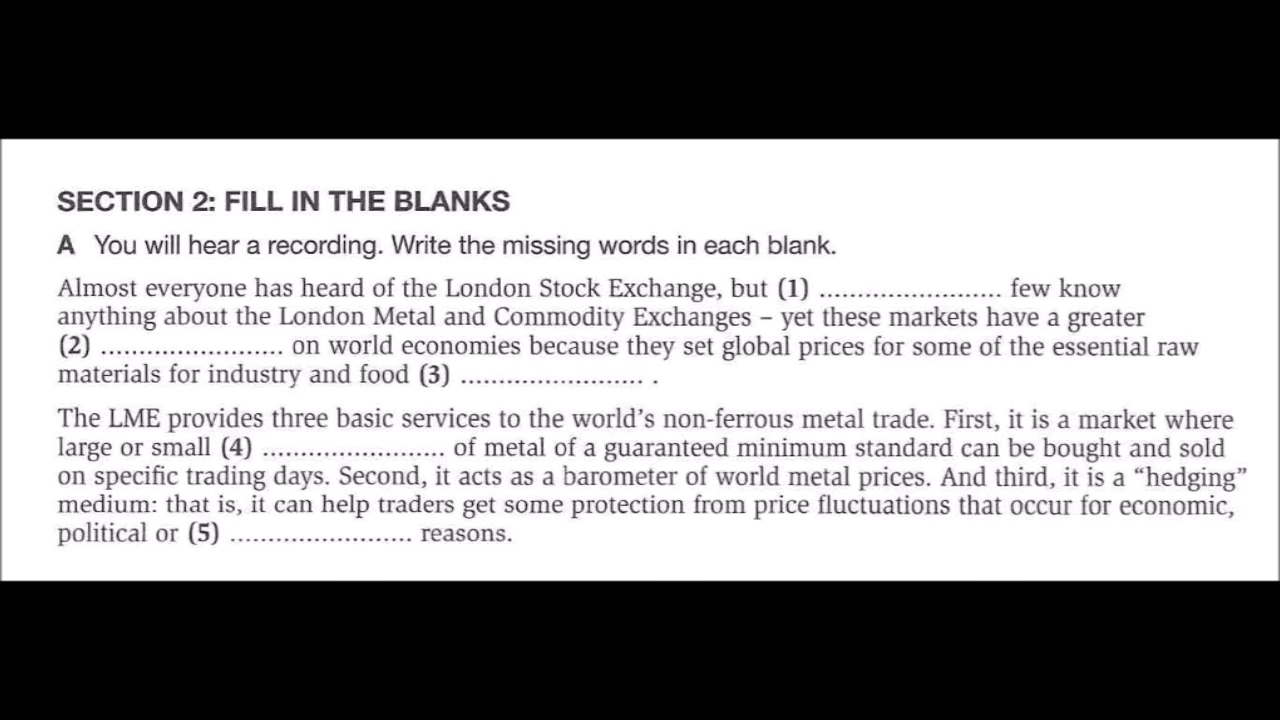 SECTION 2: FILL IN THE BLANKS
A You will hear a recording. Write the missing words in each blank.
Almost everyone has heard of the London Stock Exchange, but (1) ........................ few know
anything about the London Metal and Commodity Exchanges – yet these markets have a greater
(2) ........................ on world economies because they set global prices for some of the essential raw
materials for industry and food (3) ........................ .
The LME provides three basic services to the world's non-ferrous metal trade. First, it is a market where
large or small (4) ........................ of metal of a guaranteed minimum standard can be bought and sold
on specific trading days. Second, it acts as a barometer of world metal prices. And third, it is a “hedging”
medium: that is, it can help traders get some protection from price fluctuations that occur for economic,
political or (5) ........................ reasons.